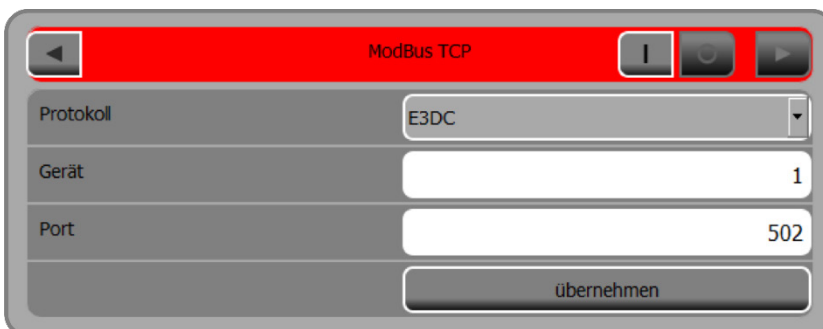 ModBus TCP
Protokoll
E3DC
Gerät
1
Port
502
übernehmen